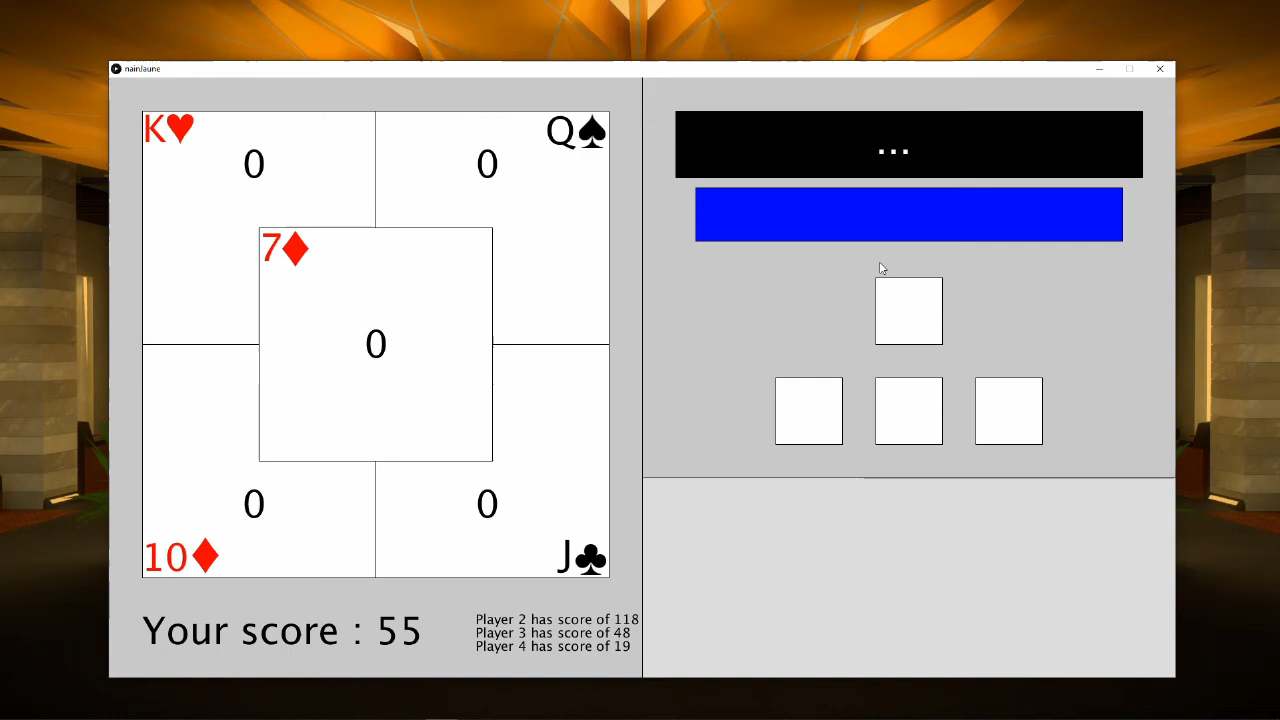 nainJaune
K♥
Q♠
0
0
7♦
0
0
0
10♦
J♣
Your score : 55
Player 2 has score of 118
Player 3 has score of 48
Player 4 has score of 19
...